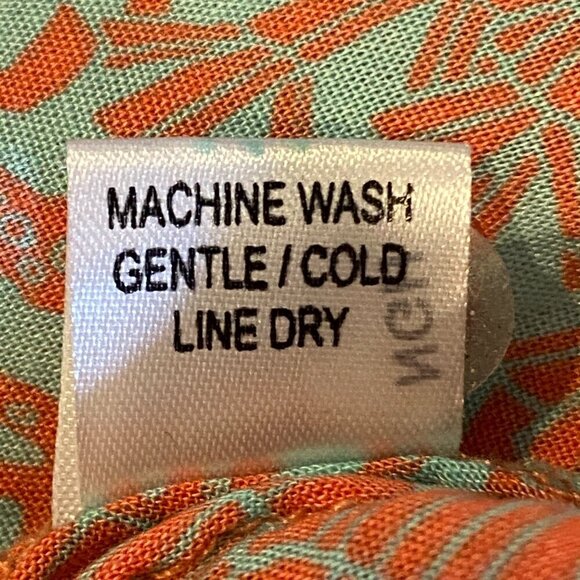 MACHINE WASH
GENTLE / COLD
LINE DRY